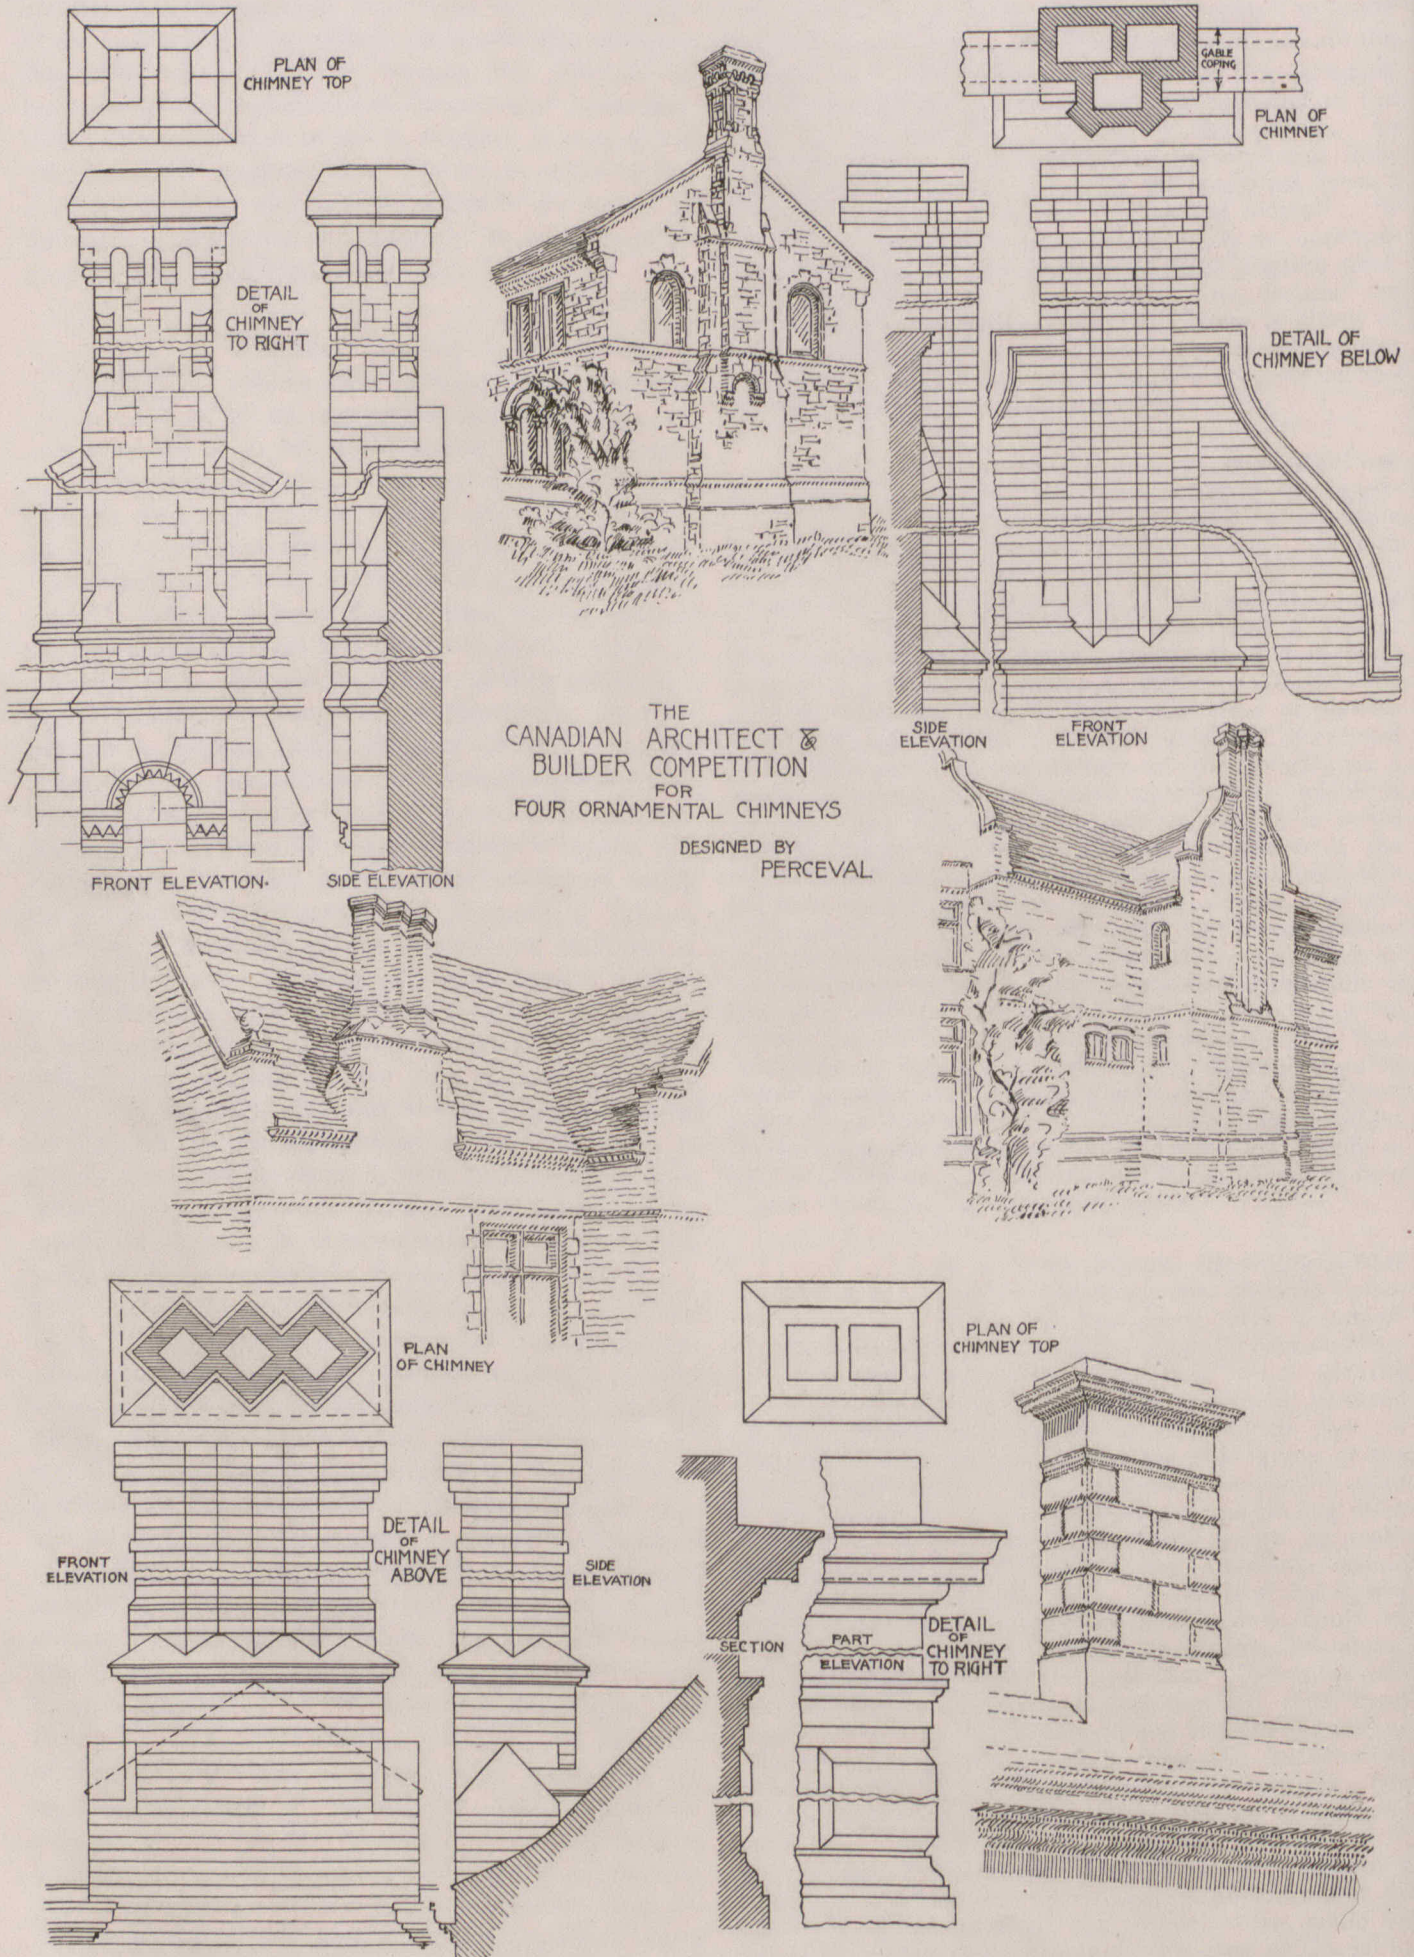 PLAN OF
CHIMNEY TOP
GABLE
COPING
PLAN OF
CHIMNEY
DETAIL
OF
CHIMNEY
TO RIGHT
DETAIL OF
CHIMNEY BELOW
THE
CANADIAN ARCHITECT &
BUILDER COMPETITION
FOR
FOUR ORNAMENTAL CHIMNEYS
DESIGNED BY
PERCEVAL
SIDE
ELEVATION
FRONT
ELEVATION
FRONT ELEVATION.
SIDE ELEVATION
PLAN
OF CHIMNEY
PLAN OF
CHIMNEY TOP
FRONT
ELEVATION
DETAIL
OF
CHIMNEY
ABOVE
SIDE
ELEVATION
SECTION
PART
ELEVATION
DETAIL
OF
CHIMNEY
TO RIGHT